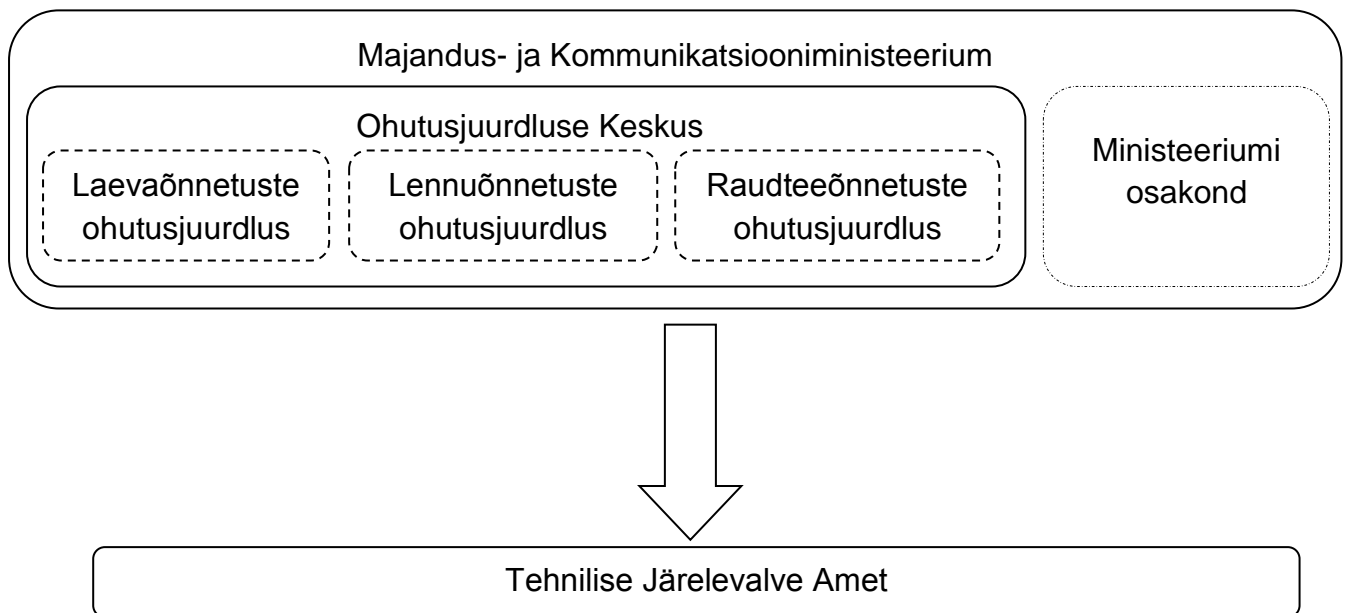 Majandus- ja Kommunikatsiooniministeerium
Ohutusjuurdluse Keskus
Laevaõnnetuste
ohutusjuurdlus
Lennuõnnetuste
ohutusjuurdlus
Raudteeõnnetuste
ohutusjuurdlus
Ministeeriumi
osakond
Tehnilise Järelevalve Amet